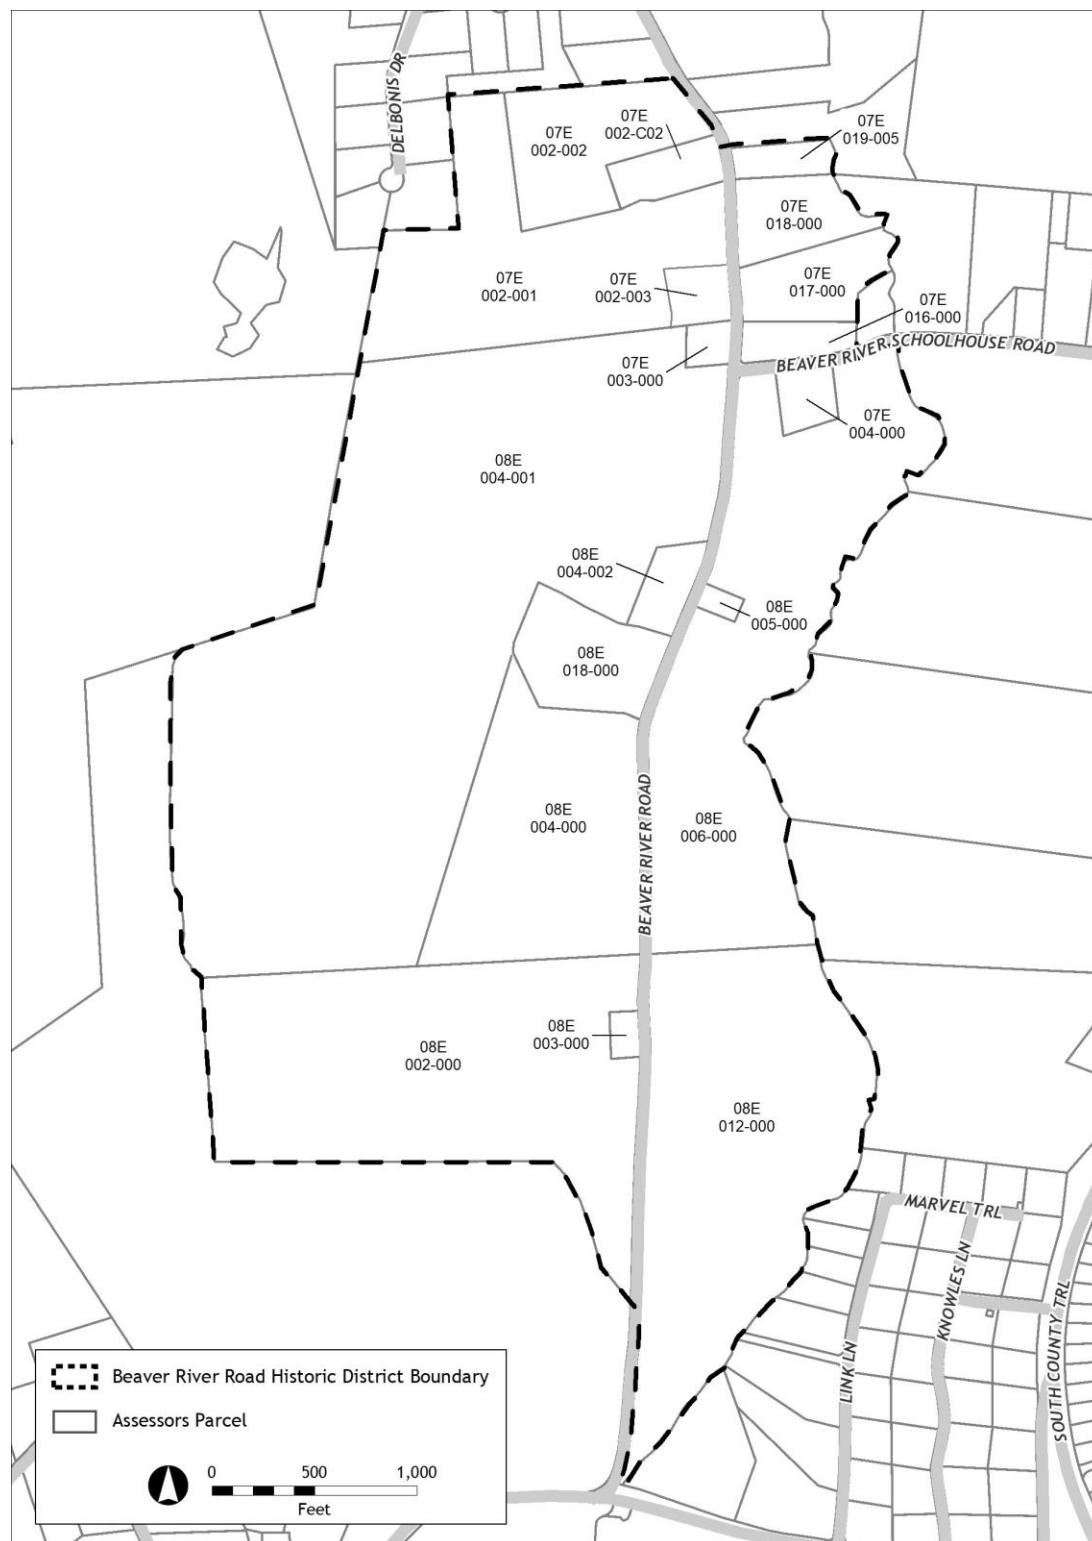 DELBONIS DR
07E
002-002
07E
002-C02
07E
019-005
07E
018-000
07E
002-001
07E
002-003
07E
017-000
07E
016-000
BEAVER RIVER SCHOOLHOUSE ROAD
07E
003-000
07E
004-000
08E
004-001
08E
004-002
08E
005-000
08E
018-000
08E
004-000
BEAVER RIVER ROAD
08E
006-000
08E
003-000
08E
002-000
08E
012-000
MARVEL TRL
KNOWLES LN
LINK LN
SOUTH COUNTY TRL
Beaver River Road Historic District Boundary
Assessors Parcel
0 500 1,000
Feet